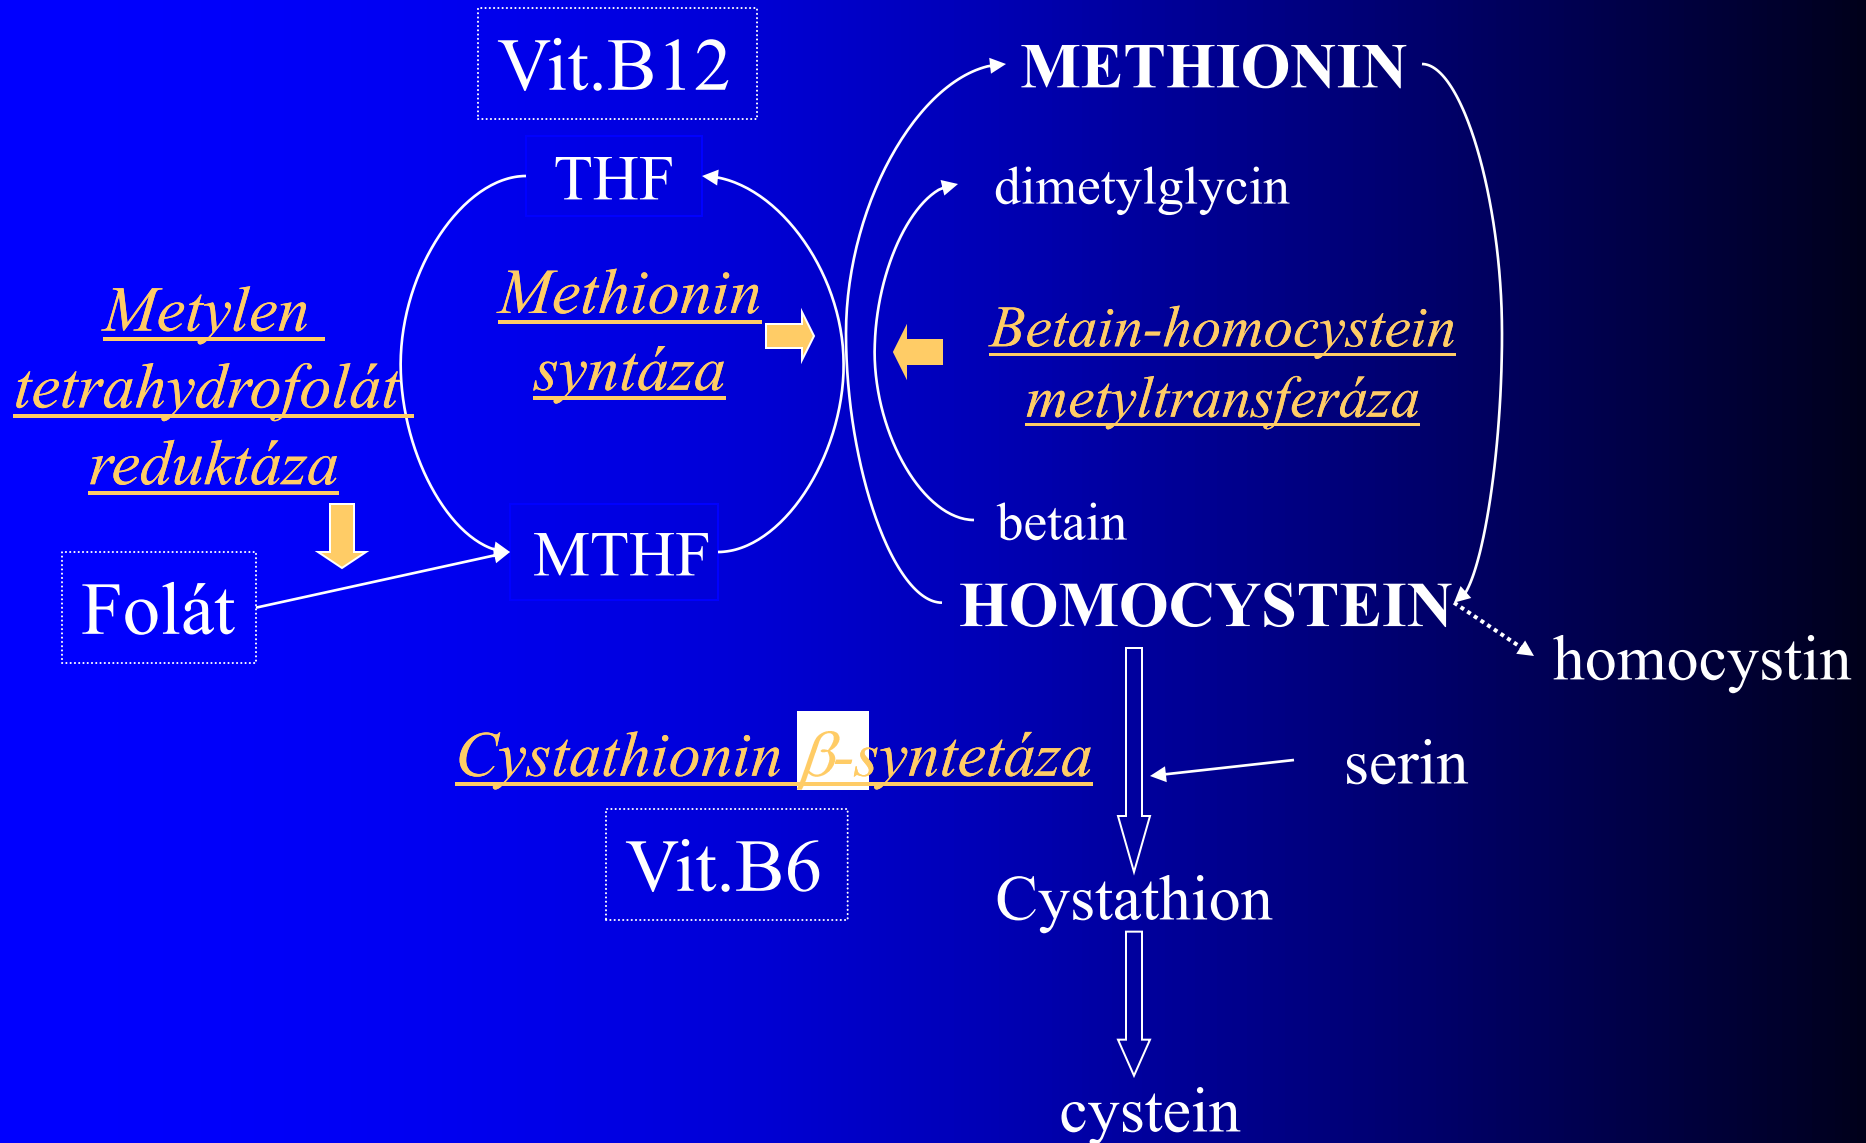 Vit.B12
METHIONIN
THF
dimetylglycin
Metylen
tetrahydrofolát
reduktáza
Methionin
syntáza
Betain-homocystein
metyltransferáza
betain
MTHF
Folát
HOMOCYSTEIN
homocystin
Cystathionin β-syntetáza
serin
Vit.B6
Cystathion
cystein